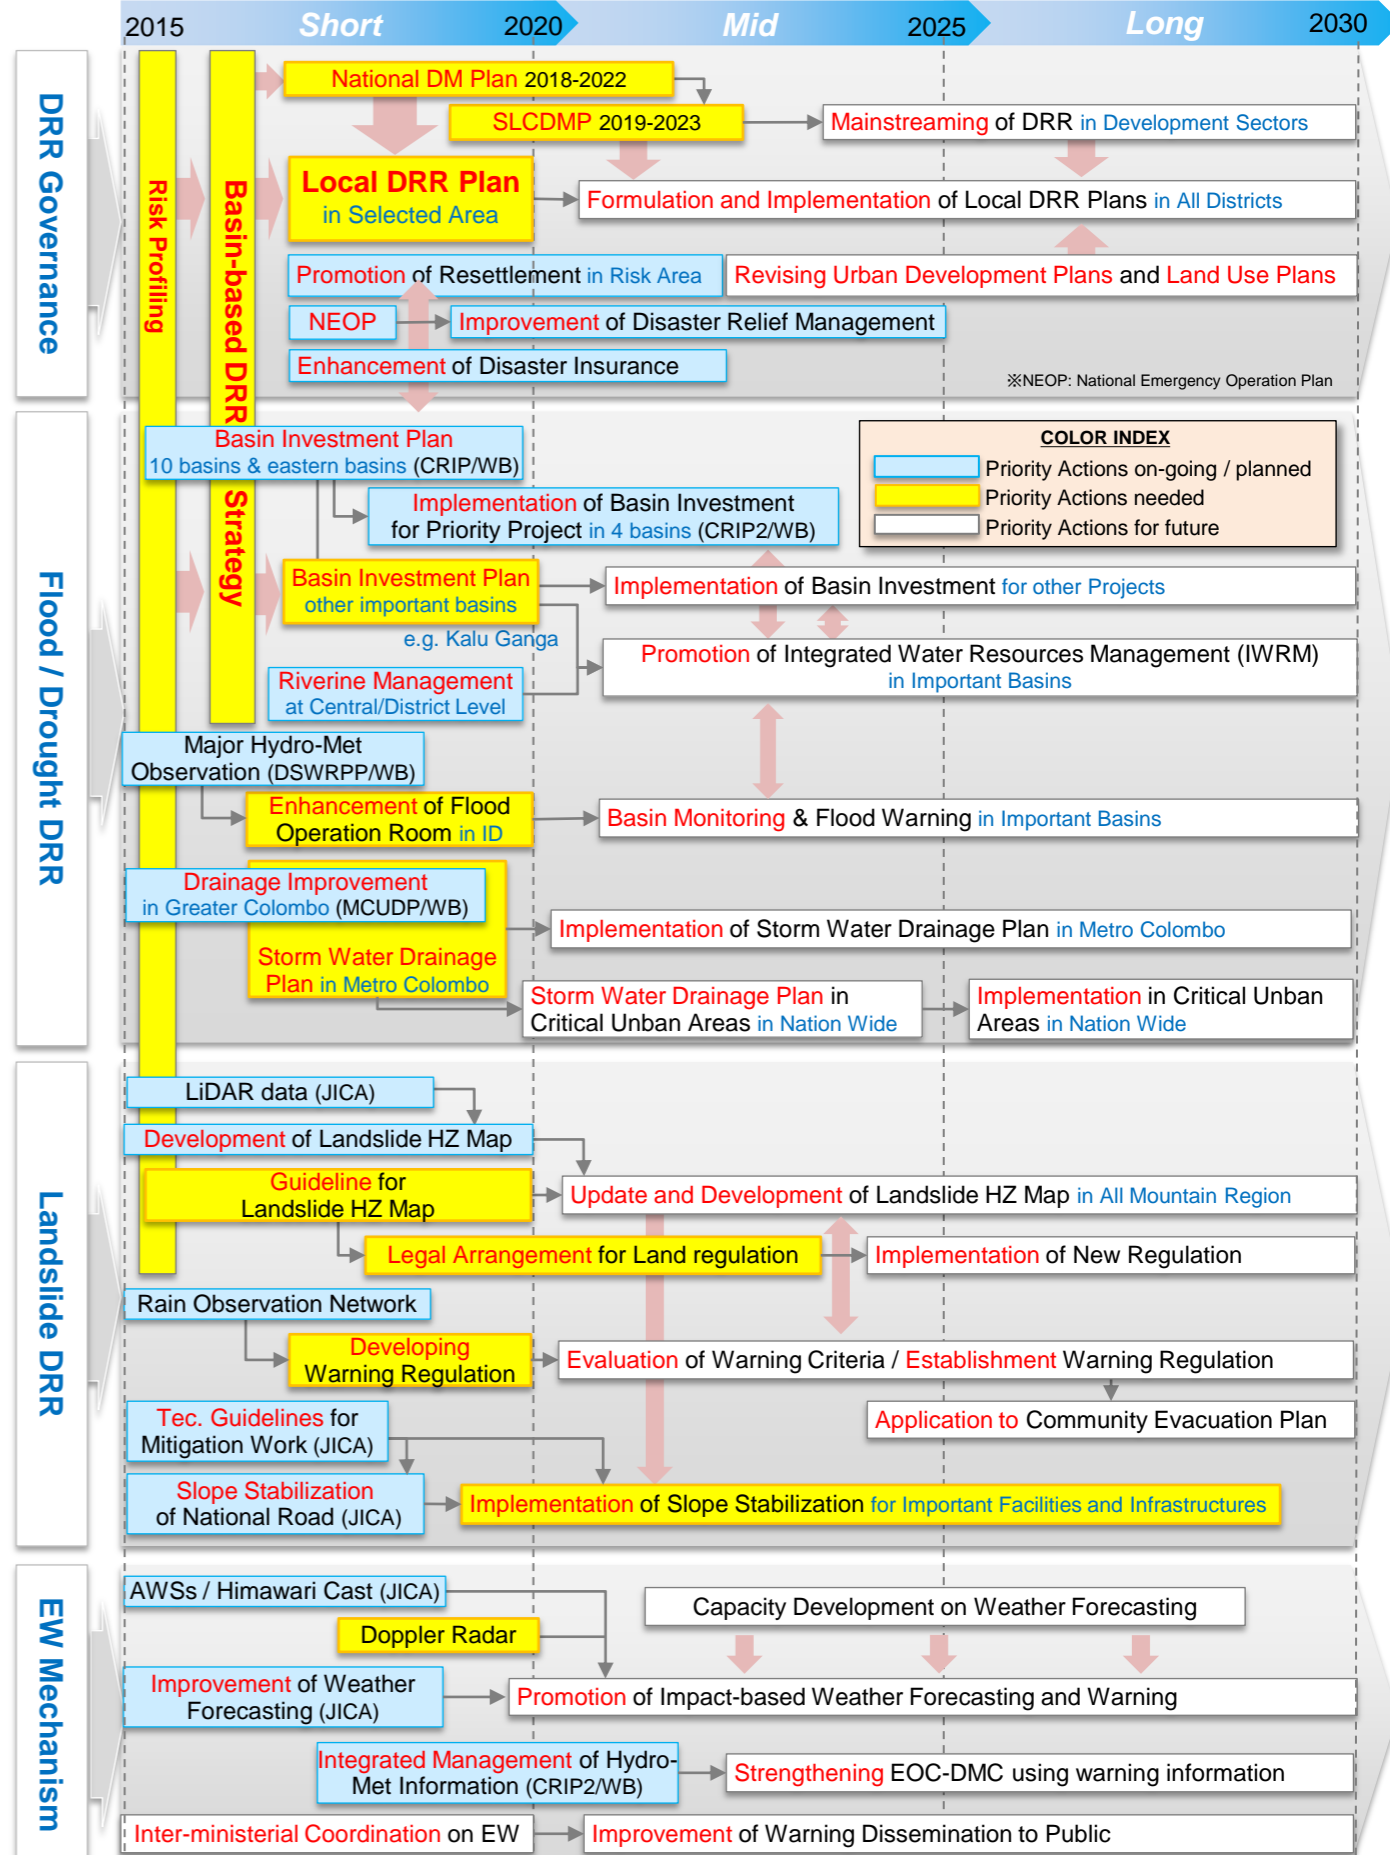 2015 Short 2020 Mid 2025 Long 2030
DRR Governance
Risk Profiling
Basin-based DRR Strategy
National DM Plan 2018-2022
SLCDMP 2019-2023
Mainstreaming of DRR in Development Sectors
Local DRR Plan
in Selected Area
Formulation and Implementation of Local DRR Plans in All Districts
Promotion of Resettlement in Risk Area
Revising Urban Development Plans and Land Use Plans
NEOP
Improvement of Disaster Relief Management
Enhancement of Disaster Insurance
※NEOP: National Emergency Operation Plan
Flood / Drought DRR
Basin Investment Plan
10 basins & eastern basins (CRIP/WB)
COLOR INDEX
Priority Actions on-going / planned
Priority Actions needed
Priority Actions for future
Implementation of Basin Investment
for Priority Project in 4 basins (CRIP2/WB)
Basin Investment Plan
other important basins
e.g. Kalu Ganga
Implementation of Basin Investment for other Projects
Promotion of Integrated Water Resources Management (IWRM)
in Important Basins
Riverine Management
at Central/District Level
Major Hydro-Met
Observation (DSWRPP/WB)
Enhancement of Flood
Operation Room in ID
Basin Monitoring & Flood Warning in Important Basins
Drainage Improvement
in Greater Colombo (MCUDP/WB)
Storm Water Drainage
Plan in Metro Colombo
Implementation of Storm Water Drainage Plan in Metro Colombo
Storm Water Drainage Plan in
Critical Unban Areas in Nation Wide
Implementation in Critical Unban
Areas in Nation Wide
Landslide DRR
LiDAR data (JICA)
Development of Landslide HZ Map
Guideline for
Landslide HZ Map
Update and Development of Landslide HZ Map in All Mountain Region
Legal Arrangement for Land regulation
Implementation of New Regulation
Rain Observation Network
Developing
Warning Regulation
Evaluation of Warning Criteria / Establishment Warning Regulation
Application to Community Evacuation Plan
Tec. Guidelines for
Mitigation Work (JICA)
Slope Stabilization
of National Road (JICA)
Implementation of Slope Stabilization for Important Facilities and Infrastructures
EW Mechanism
AWSs / Himawari Cast (JICA)
Capacity Development on Weather Forecasting
Doppler Radar
Improvement of Weather
Forecasting (JICA)
Promotion of Impact-based Weather Forecasting and Warning
Integrated Management of Hydro-
Met Information (CRIP2/WB)
Strengthening EOC-DMC using warning information
Inter-ministerial Coordination on EW
Improvement of Warning Dissemination to Public